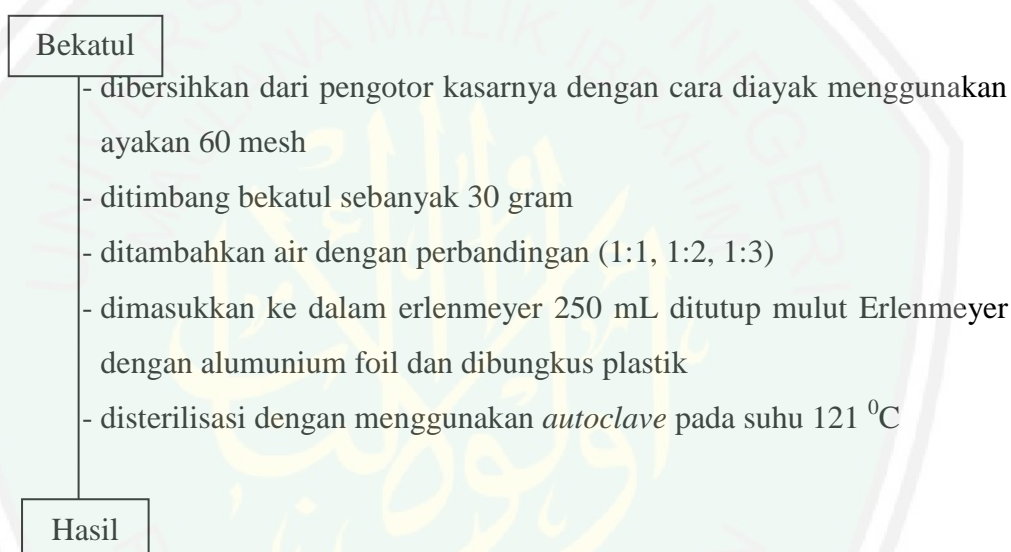 Bekatul
- dibersihkan dari pengotor kasarnya dengan cara diayak menggunakan
ayakan 60 mesh
- ditimbang bekatul sebanyak 30 gram
- ditambahkan air dengan perbandingan (1:1, 1:2, 1:3)
- dimasukkan ke dalam erlenmeyer 250 mL ditutup mulut Erlenmeyer
dengan alumunium foil dan dibungkus plastik
- disterilisasi dengan menggunakan autoclave pada suhu 121 ⁰C
Hasil